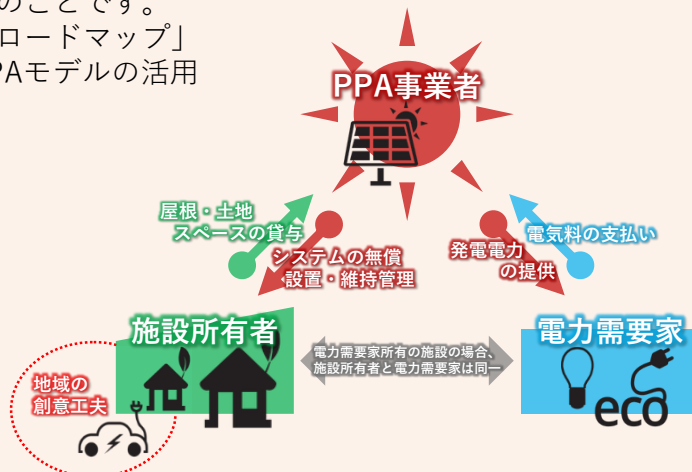 のことです。
ロードマップ」
PAモデルの活用
PPA事業者
屋根・土地
スペースの貸与
システムの無償
設置・維持管理
発電電力
の提供
電気料の支払い
施設所有者
電力需要家所有の施設の場合、
施設所有者と電力需要家は同一
電力需要家
地域の
創意工夫
eco